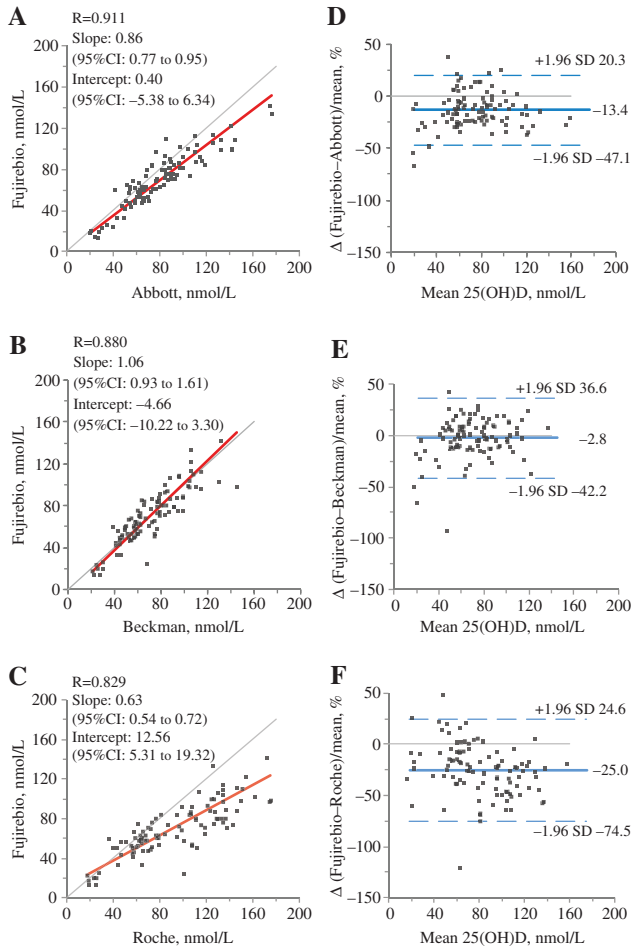 A
R=0.911
Slope: 0.86
(95%CI: 0.77 to 0.95)
Intercept: 0.40
(95%CI: –5.38 to 6.34)
200
160
120
80
40
0
Fujirebio, nmol/L
0 40 80 120 160 200
Abbott, nmol/L
D
50
0
–50
–100
–150
Δ (Fujirebio–Abbott)/mean, %
+1.96 SD 20.3
–13.4
–1.96 SD –47.1
0 40 80 120 160 200
Mean 25(OH)D, nmol/L
B
R=0.880
Slope: 1.06
(95%CI: 0.93 to 1.61)
Intercept: –4.66
(95%CI: –10.22 to 3.30)
200
160
120
80
40
0
Fujirebio, nmol/L
0 40 80 120 160 200
Beckman, nmol/L
E
50
0
–50
–100
–150
Δ (Fujirebio–Beckman)/mean, %
+1.96 SD 36.6
–2.8
–1.96 SD –42.2
0 40 80 120 160 200
Mean 25(OH)D, nmol/L
C
R=0.829
Slope: 0.63
(95%CI: 0.54 to 0.72)
Intercept: 12.56
(95%CI: 5.31 to 19.32)
200
160
120
80
40
0
Fujirebio, nmol/L
0 40 80 120 160 200
Roche, nmol/L
F
50
0
–50
–100
–150
Δ (Fujirebio–Roche)/mean, %
+1.96 SD 24.6
–25.0
–1.96 SD –74.5
0 40 80 120 160 200
Mean 25(OH)D, nmol/L